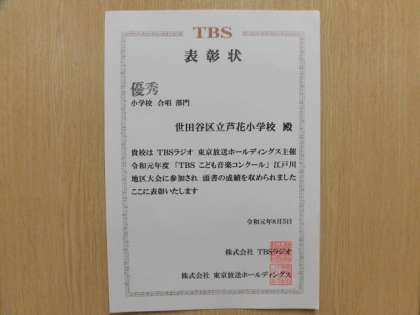 TBS
表彰状
優秀
小学校 合唱 部門
世田谷区立芦花小学校 殿
貴校は TBSラジオ 東京放送ホールディングス主催
令和元年度「TBS こども音楽コンクール」江戸川
地区大会に参加され 頭書の成績を収められました
ここに表彰いたします
令和元年8月5日
株式会社 TBSラジオ
株式会社 東京放送ホールディングス